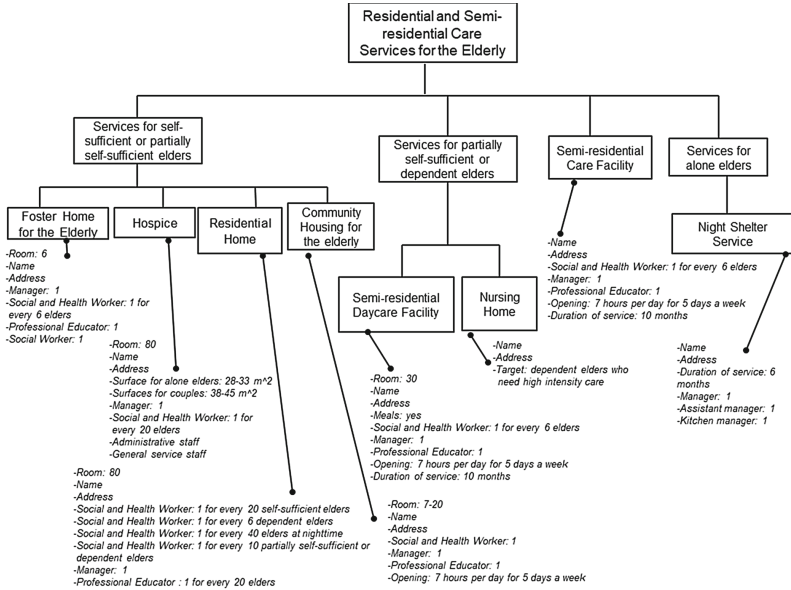 Residential and Semi-
residential Care
Services for the Elderly
Services for self-
sufficient or partially
self-sufficient elders
Services for partially
self-sufficient or
dependent elders
Semi-residential
Care Facility
Services for
alone elders
Foster Home
for the Elderly
Hospice
Residential
Home
Community
Housing for
the elderly
Night Shelter
Service
Semi-residential
Daycare Facility
Nursing
Home
-Room: 6
-Name
-Address
-Manager: 1
-Social and Health Worker: 1 for
every 6 elders
-Professional Educator: 1
-Social Worker: 1
-Name
-Address
-Social and Health Worker: 1 for every 6 elders
-Manager: 1
-Professional Educator: 1
-Opening: 7 hours per day for 5 days a week
-Duration of service: 10 months
-Room: 80
-Name
-Address
-Surface for alone elders: 28-33 m^2
-Surfaces for couples: 38-45 m^2
-Manager: 1
-Social and Health Worker: 1 for
every 20 elders
-Administrative staff
-General service staff
-Name
-Address
-Target: dependent elders who
need high intensity care
-Name
-Address
-Duration of service: 6
months
-Manager: 1
-Assistant manager: 1
-Kitchen manager: 1
-Room: 30
-Name
-Address
-Meals: yes
-Social and Health Worker: 1 for every 6 elders
-Manager: 1
-Professional Educator: 1
-Opening: 7 hours per day for 5 days a week
-Duration of service: 10 months
-Room: 80
-Name
-Address
-Social and Health Worker: 1 for every 20 self-sufficient elders
-Social and Health Worker: 1 for every 6 dependent elders
-Social and Health Worker: 1 for every 40 elders at nighttime
-Social and Health Worker: 1 for every 10 partially self-sufficient or
dependent elders
-Manager: 1
-Professional Educator : 1 for every 20 elders
-Room: 7-20
-Name
-Address
-Social and Health Worker: 1
-Manager: 1
-Professional Educator: 1
-Opening: 7 hours per day for 5 days a week